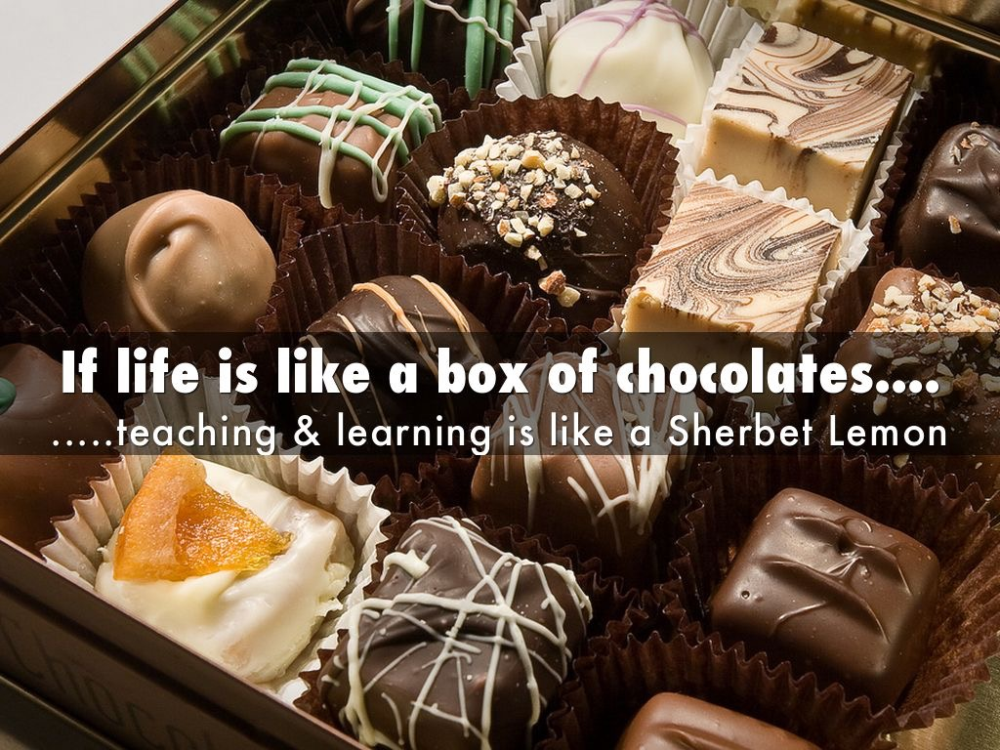 If life is like a box of chocolates....
.....teaching & learning is like a Sherbet Lemon